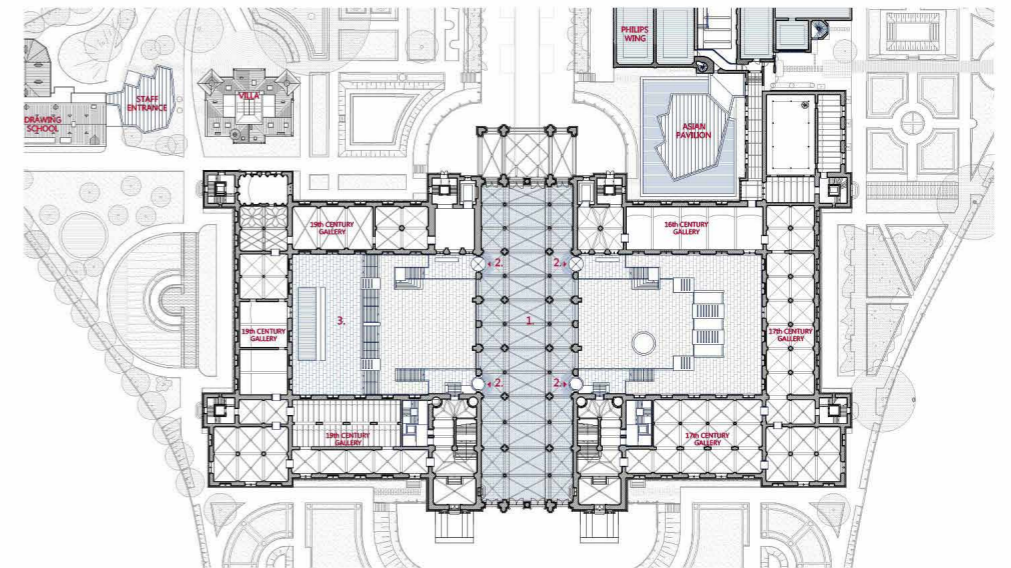 PHILIPS
WING
STAFF
ENTRANCE
VILLA
DRAWING
SCHOOL
ASIAN
PAVILION
19th CENTURY
GALLERY
16th CENTURY
GALLERY
2.
2.
3.
1.
19th CENTURY
GALLERY
17th CENTURY
GALLERY
2.
2.
19th CENTURY
GALLERY
17th CENTURY
GALLERY